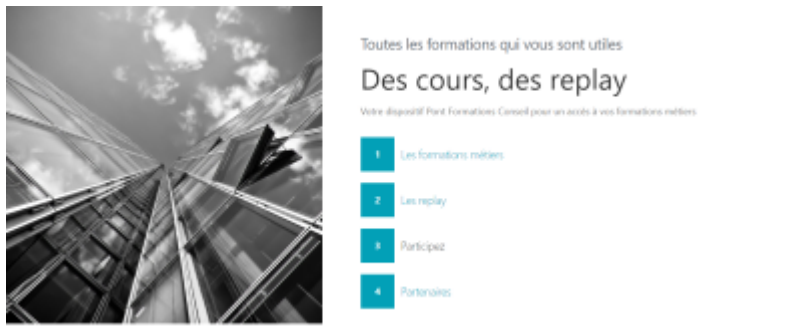 Toutes les formations qui vous sont utiles
Des cours, des replay
Votre dispositif Pont Formations Conseil pour un accès à vos formations métiers
1 Les formations métiers
2 Les replay
3 Participez
4 Partenaires